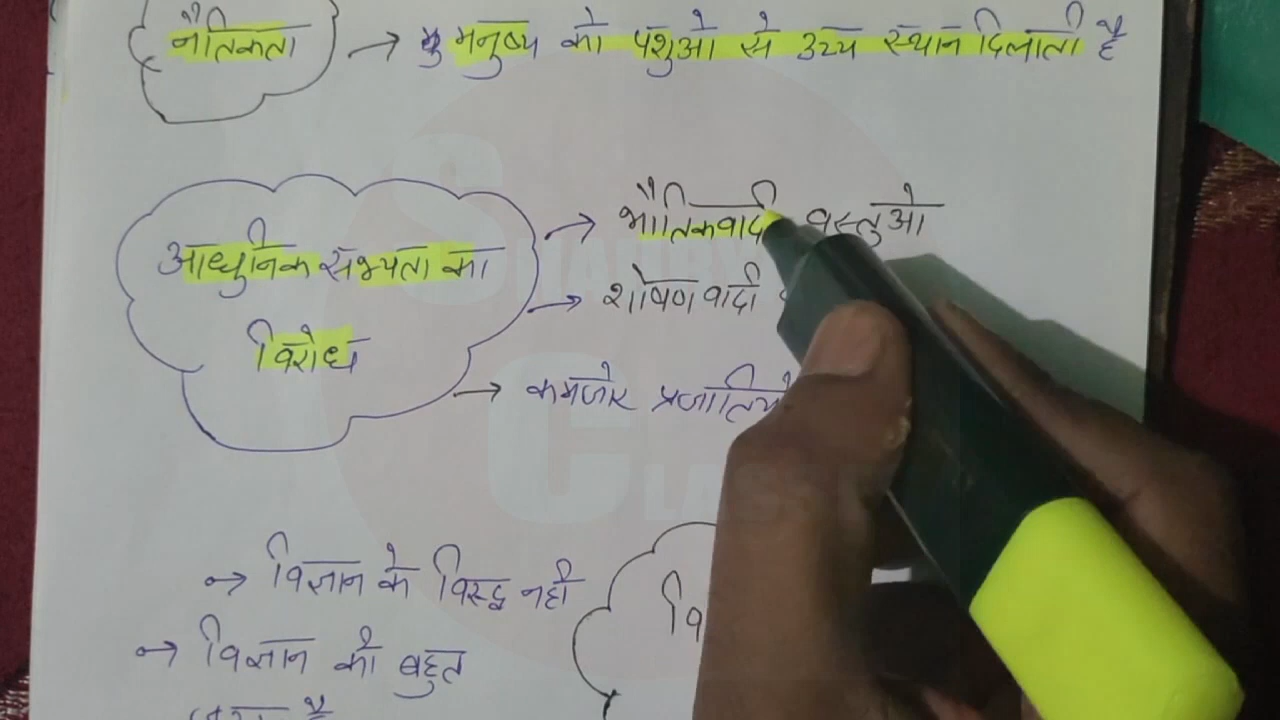 नैतिकता → मनुष्य को पशुओ से उच्य स्थान दिलाती है
आधुनिक सभ्यता का
विरोध
→ भौतिकवादी वस्तुओ
→ शोषणवादी
→ कमजोर प्रजातियो
→ विज्ञान के विरुद्ध नही
→ विज्ञान की बहुत
है